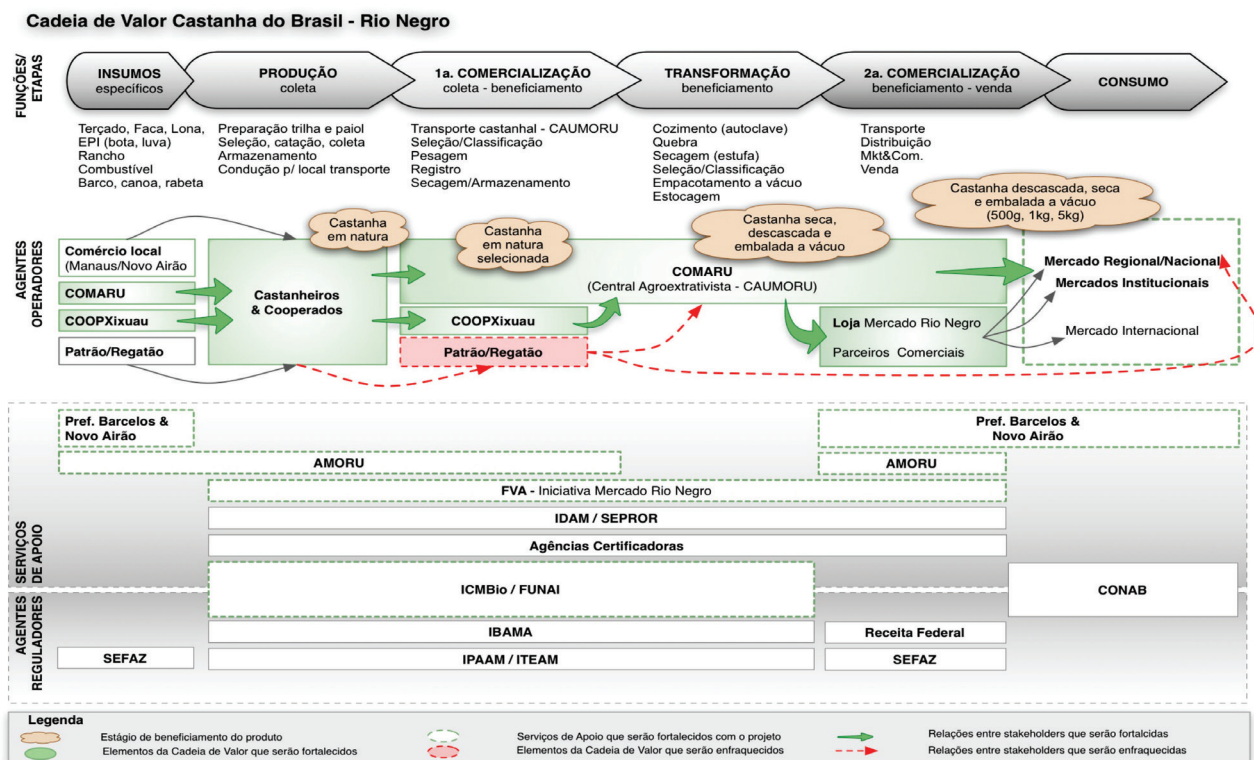 Cadeia de Valor Castanha do Brasil - Rio Negro
FUNÇÕES/
ETAPAS
INSUMOS
específicos
PRODUÇÃO
coleta
1a. COMERCIALIZAÇÃO
coleta - beneficiamento
TRANSFORMAÇÃO
beneficiamento
2a. COMERCIALIZAÇÃO
beneficiamento - venda
CONSUMO
Terçado, Faca, Lona,
EPI (bota, luva)
Rancho
Combustível
Barco, canoa, rabeta
Preparação trilha e paiol
Seleção, catação, coleta
Armazenamento
Condução p/ local transporte
Transporte castanhal - CAUMORU
Seleção/Classificação
Pesagem
Registro
Secagem/Armazenamento
Cozimento (autoclave)
Quebra
Secagem (estufa)
Seleção/Classificação
Empacotamento a vácuo
Estocagem
Transporte
Distribuição
Mkt&Com.
Venda
AGENTES
OPERADORES
Castanha
em natura
Castanha
em natura
selecionada
Castanha seca,
descascada e
embalada a vácuo
Castanha descascada, seca
e embalada a vácuo
(500g, 1kg, 5kg)
Comércio local
(Manaus/Novo Airão)
COMARU
COOPXixuau
Patrão/Regatão
Castanheiros
& Cooperados
COMARU
(Central Agroextrativista - CAUMORU)
COOPXixuau
Patrão/Regatão
Loja Mercado Rio Negro
Parceiros Comerciais
Mercado Regional/Nacional
Mercados Institucionais
Mercado Internacional
SERVIÇOS
DE APOIO
Pref. Barcelos &
Novo Airão
Pref. Barcelos &
Novo Airão
AMORU
AMORU
FVA - Iniciativa Mercado Rio Negro
IDAM / SEPROR
Agências Certificadoras
ICMBio / FUNAI
CONAB
AGENTES
REGULADORES
IBAMA
Receita Federal
SEFAZ
IPAAM / ITEAM
SEFAZ
Legenda
Estágio de beneficiamento do produto
Elementos da Cadeia de Valor que serão fortalecidos
Serviços de Apoio que serão fortalecidos com o projeto
Elementos da Cadeia de Valor que serão enfraquecidos
Relações entre stakeholders que serão fortalcidas
Relações entre stakeholders que serão enfraquecidas